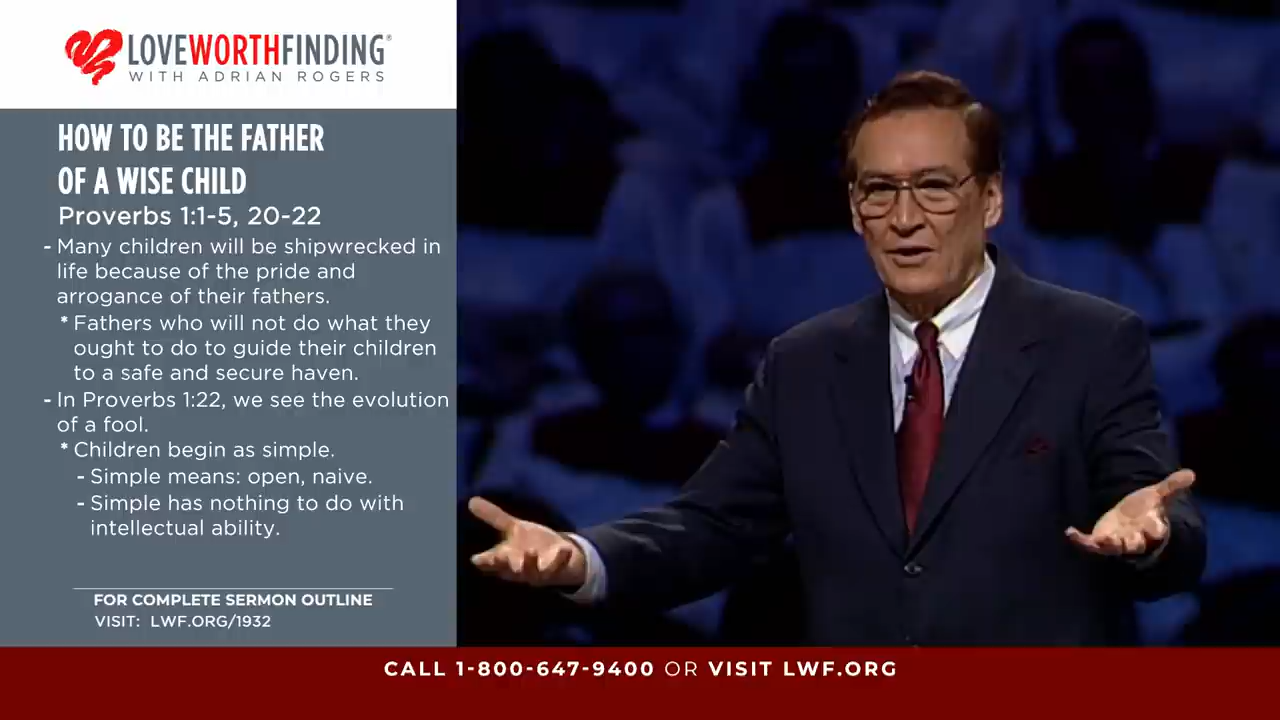 LOVEWORTHFINDING®
WITH ADRIAN ROGERS
HOW TO BE THE FATHER
OF A WISE CHILD
Proverbs 1:1-5, 20-22
- Many children will be shipwrecked in
life because of the pride and
arrogance of their fathers.
* Fathers who will not do what they
ought to do to guide their children
to a safe and secure haven.
- In Proverbs 1:22, we see the evolution
of a fool.
* Children begin as simple.
- Simple means: open, naive.
- Simple has nothing to do with
intellectual ability.
FOR COMPLETE SERMON OUTLINE
VISIT: LWF.ORG/1932
CALL 1-800-647-9400 OR VISIT LWF.ORG